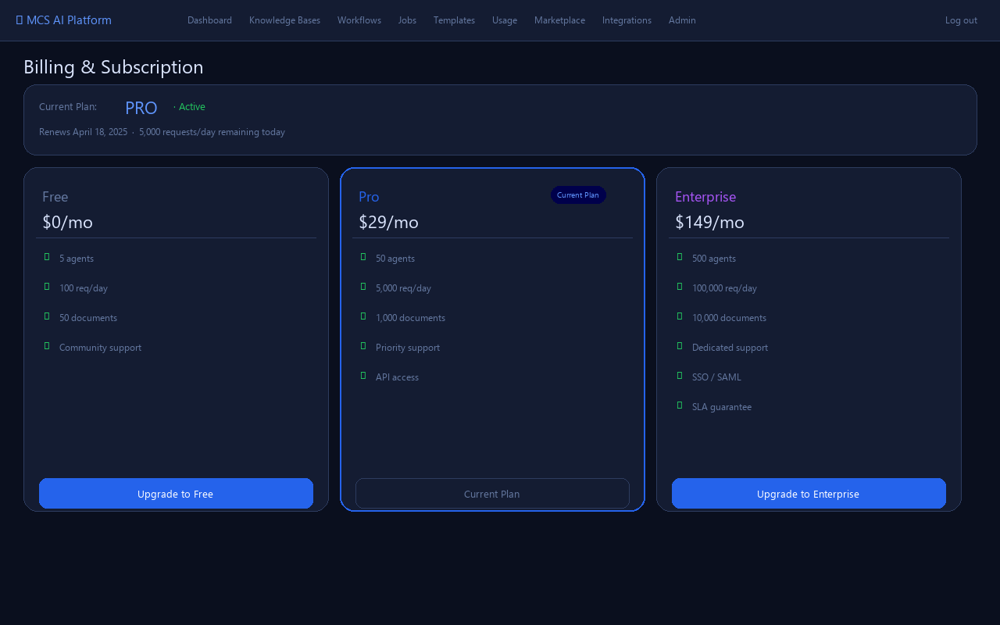 MCS AI Platform
Dashboard Knowledge Bases Workflows Jobs Templates Usage Marketplace Integrations Admin
Log out
Billing & Subscription
Current Plan: PRO · Active
Renews April 18, 2025 · 5,000 requests/day remaining today
Free
$0/mo
5 agents
100 req/day
50 documents
Community support
Upgrade to Free
Pro
Current Plan
$29/mo
50 agents
5,000 req/day
1,000 documents
Priority support
API access
Current Plan
Enterprise
$149/mo
500 agents
100,000 req/day
10,000 documents
Dedicated support
SSO / SAML
SLA guarantee
Upgrade to Enterprise